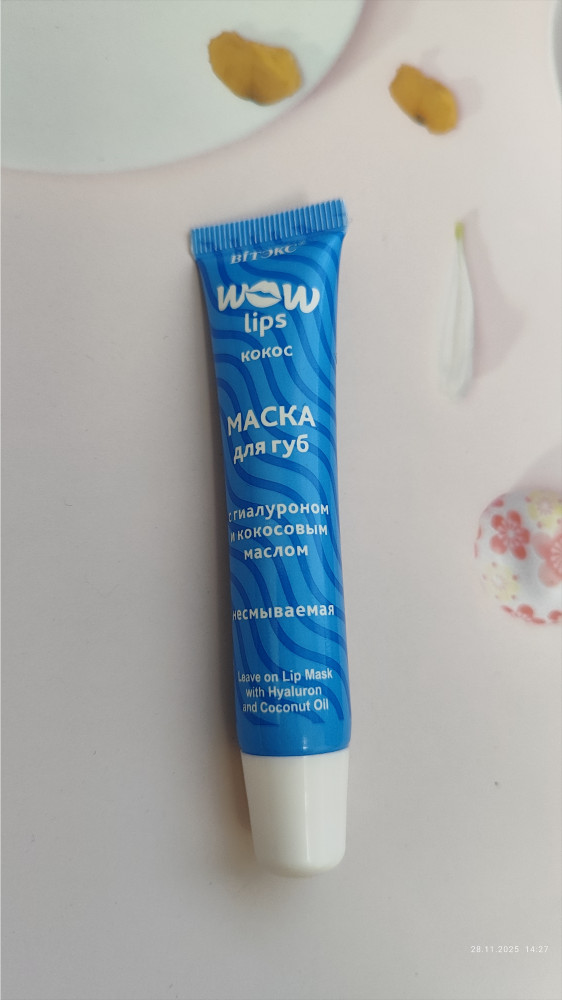 ВІТЭКС®
WOW
lips
кокос
МАСКА
для губ
с гиалуроном
и кокосовым
маслом
несмываемая
Leave on Lip Mask
with Hyaluron
and Coconut Oil
28.11.2025 14:27